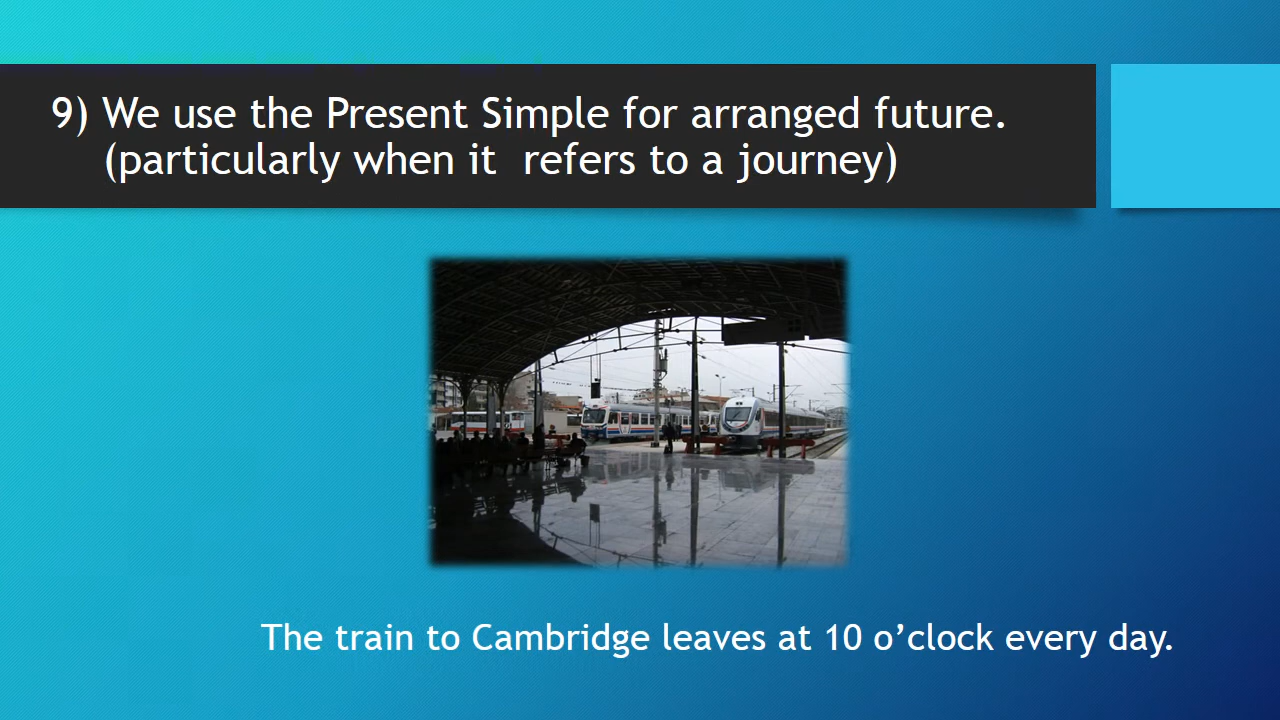 9) We use the Present Simple for arranged future.
(particularly when it  refers to a journey)
The train to Cambridge leaves at 10 o’clock every day.